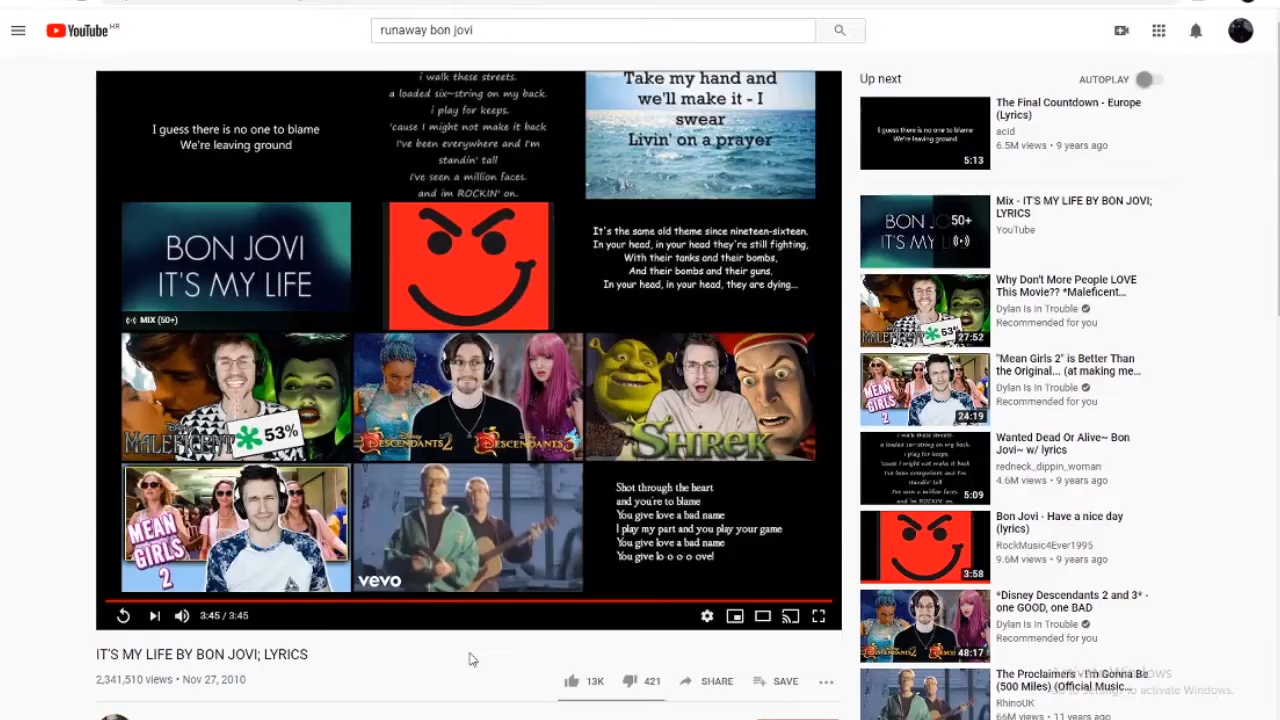 YouTube HR
runaway bon jovi
i walk these streets.
a loaded six~string on my back.
i play for keeps.
'cause I might not make it back
I've been everywhere and I'm
standin' tall
I've seen a million faces.
and im ROCKIN' on.
I guess there is no one to blame
We're leaving ground
Take my hand and
we'll make it - I
swear
Livin' on a prayer
BON JOVI
IT'S MY LIFE
MIX (50+)
It's the same old theme since nineteen-sixteen.
In your head, in your head they're still fighting,
With their tanks and their bombs,
And their bombs and their guns.
In your head, in your head, they are dying...
MALEFICENT
53%
Disney
DESCENDANTS 2
Disney
DESCENDANTS 3
SHREK
MEAN
GIRLS
2
vevo
Shot through the heart
and you're to blame
You give love a bad name
I play my part and you play your game
You give love a bad name
You give lo o o o ove!
3:45 / 3:45
IT'S MY LIFE BY BON JOVI; LYRICS
2,341,510 views • Nov 27, 2010
13K
421
SHARE
SAVE
Up next
AUTOPLAY
I guess there is no one to blame
We're leaving ground
5:13
The Final Countdown - Europe
(Lyrics)
acid
6.5M views • 9 years ago
BON JO
IT'S MY LI
50+
Mix - IT'S MY LIFE BY BON JOVI;
LYRICS
YouTube
MALEFICENT
53%
27:52
Why Don't More People LOVE
This Movie?? *Maleficent...
Dylan Is In Trouble
Recommended for you
MEAN
GIRLS
2
24:19
"Mean Girls 2" is Better Than
the Original... (at making me...
Dylan Is In Trouble
Recommended for you
i walk these streets.
a loaded six~string on my back.
i play for keeps.
'cause I might not make it back
I've been everywhere and I'm
standin' tall
I've seen a million faces.
5:09
Wanted Dead Or Alive~ Bon
Jovi~ w/ lyrics
redneck_dippin_woman
4.6M views • 9 years ago
3:58
Bon Jovi - Have a nice day
(lyrics)
RockMusic4Ever1995
9.6M views • 9 years ago
DESCENDANTS 2
48:17
*Disney Descendants 2 and 3* -
one GOOD, one BAD
Dylan Is In Trouble
Recommended for you
The Proclaimers - I'm Gonna Be
(500 Miles) (Official Music...
RhinoUK
66M views • 11 years ago
Activate Windows
Go to Settings to activate Windows.